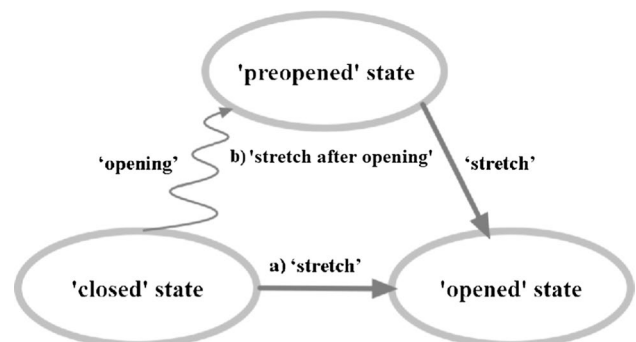 'preopened' state
‘opening’
b) 'stretch after opening'
‘stretch’
a) ‘stretch’
'closed' state
'opened' state